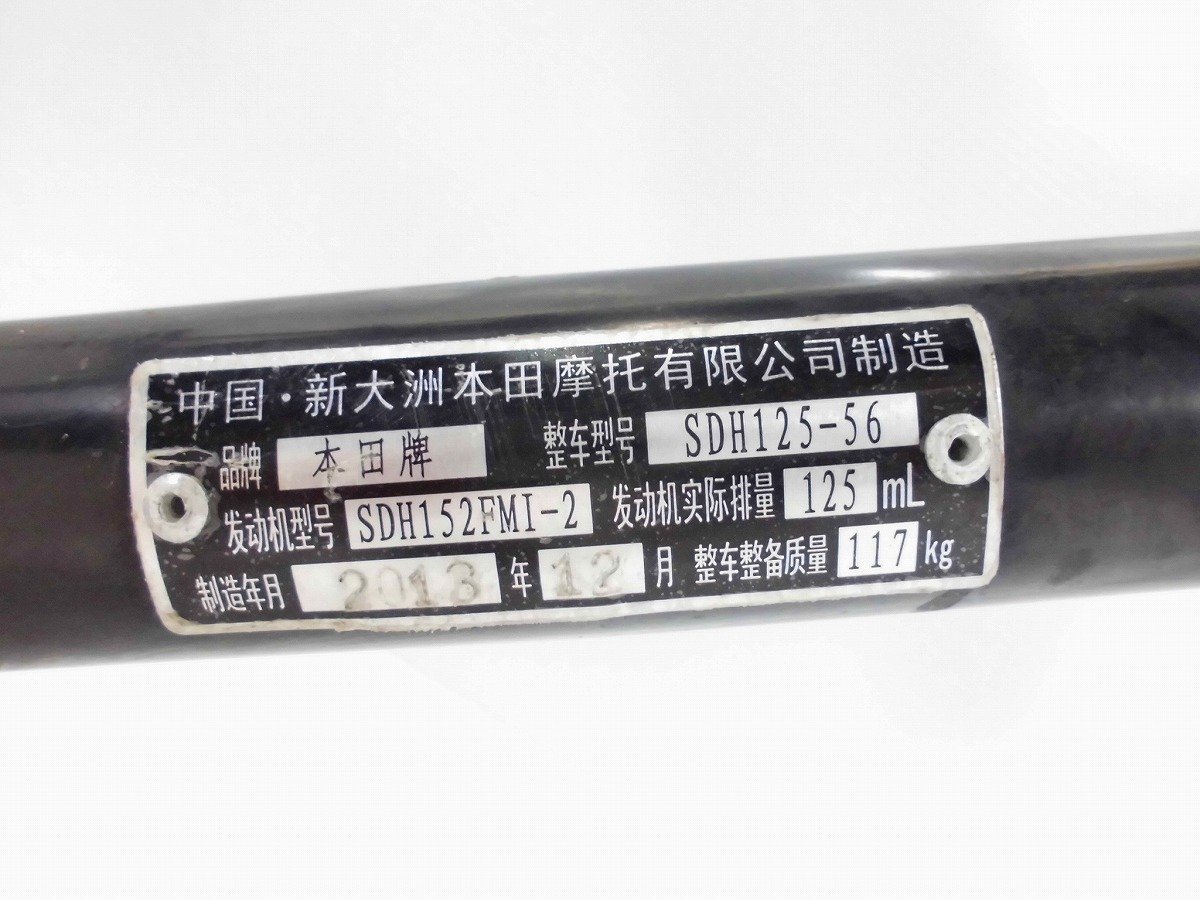 中国·新大洲本田摩托有限公司制造
品牌 本田牌 整车型号 SDH125-56
发动机型号 SDH152FMI-2 发动机实际排量 125 mL
制造年月 2013 年 12 月 整车整备质量 117 kg